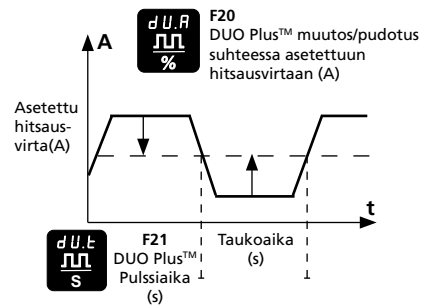 dU.A
%
F20
DUO Plus™ muutos/pudotus
suhteessa asetettuun
hitsausvirtaan (A)
A
Asetettu
hitsaus-
virta(A)
t
dU.t
S
F21
DUO Plus™
Pulssiaika
(s)
Taukoaika
(s)